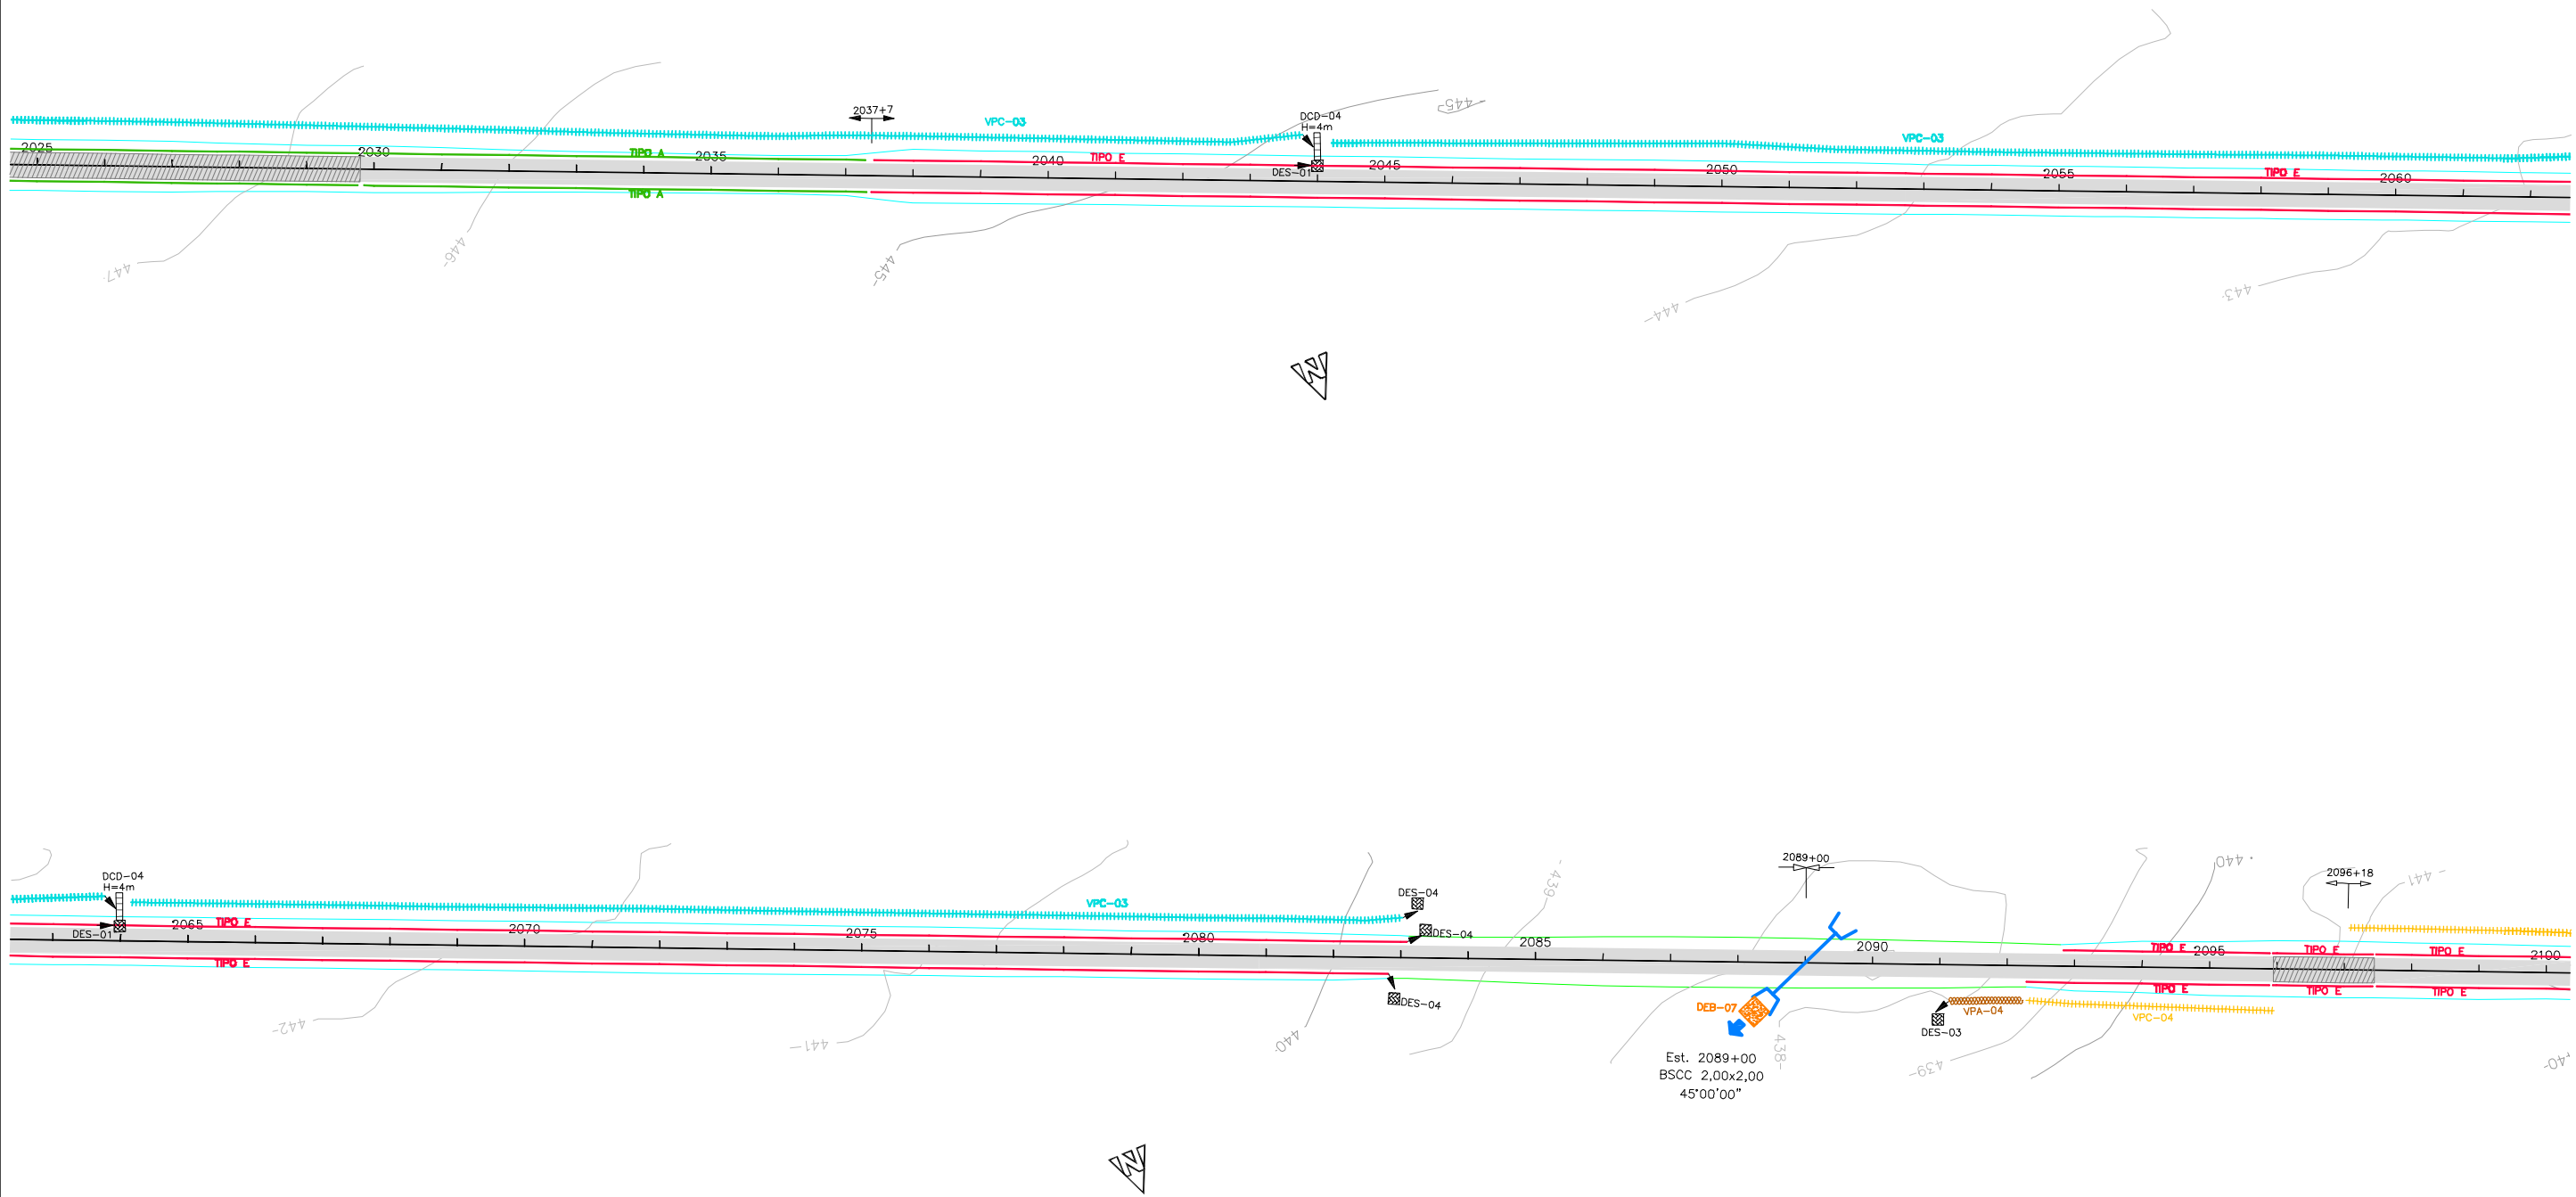 2037+7
DCD-04
H=4m
-445-
VPC-03
VPC-03
2025
2030
TIPO A
2035
2040
TIPO E
DES-01
2045
2050
2055
TIPO E
2060
TIPO A
447
446-
445-
-444-
443
N
2089+00
DCD-04
H=4m
DES-04
439
440
2096+18
-441-
VPC-03
DES-01
2065
TIPO E
2070
2075
2080
DES-04
2085
2090
TIPO E
2095
TIPO E
TIPO E
2100
TIPO E
DES-04
TIPO E
TIPO E
TIPO E
DEB-07
VPA-04
VPC-04
DES-03
-442-
-441-
440
438-
-439-
Est. 2089+00
BSCC 2,00x2,00
45°00'00"
N